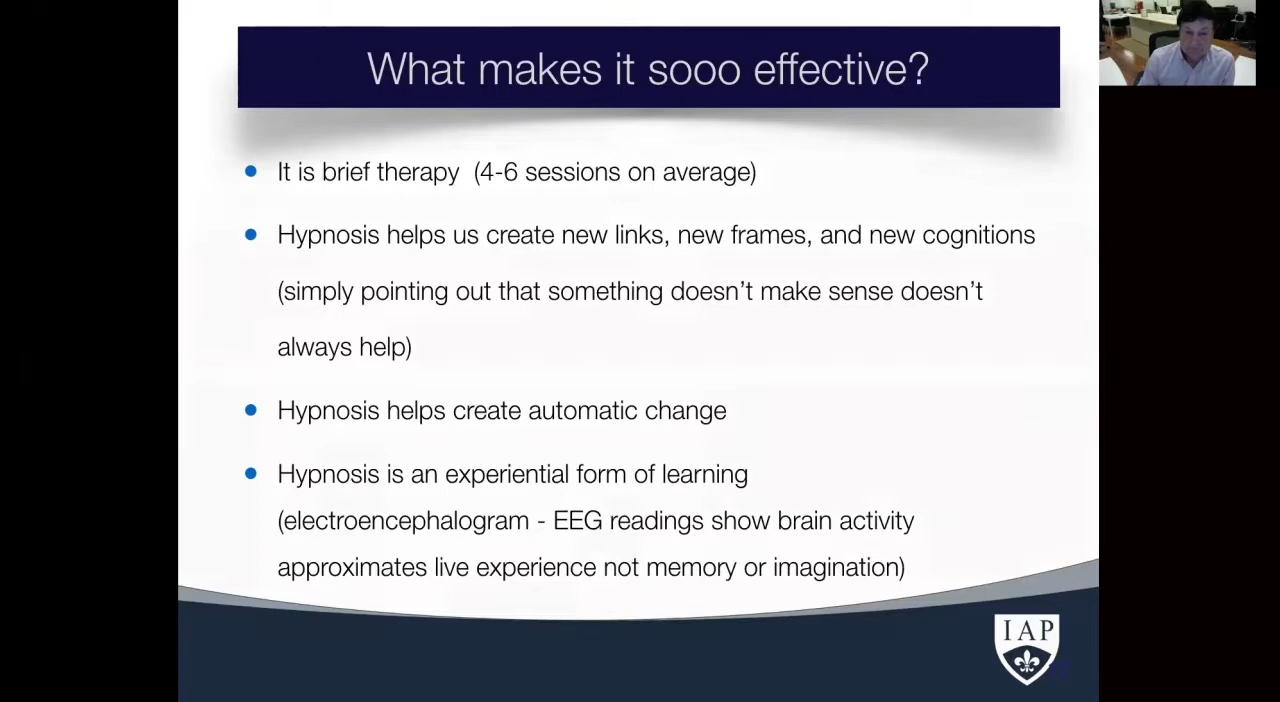 What makes it sooo effective?
It is brief therapy (4-6 sessions on average)
Hypnosis helps us create new links, new frames, and new cognitions
(simply pointing out that something doesn’t make sense doesn’t
always help)
Hypnosis helps create automatic change
Hypnosis is an experiential form of learning
(electroencephalogram - EEG readings show brain activity
approximates live experience not memory or imagination)
IAP